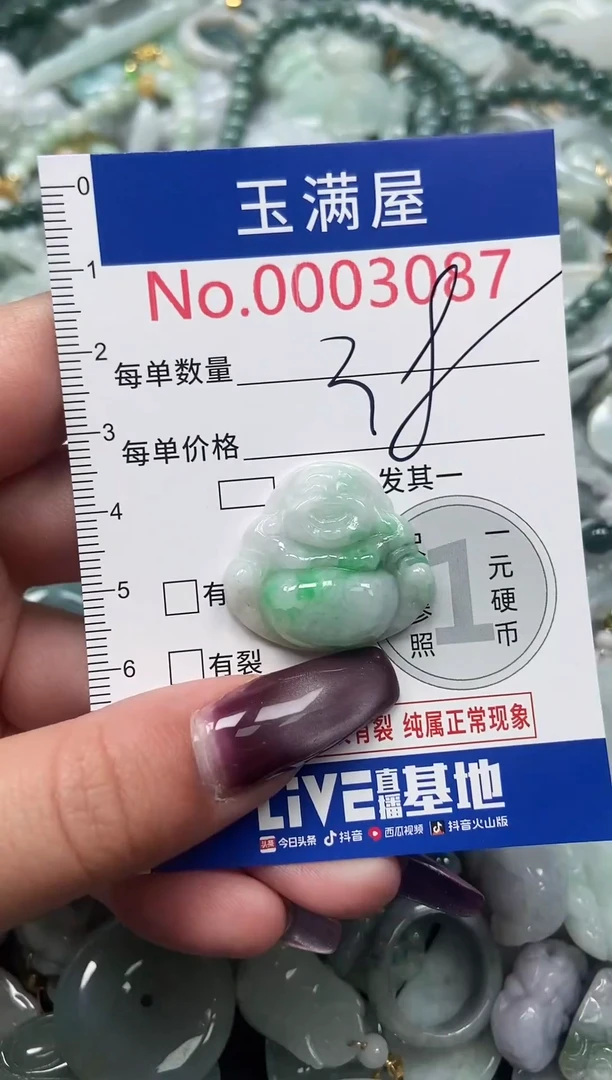 玉满屋
No.0003087
每单数量
每单价格
发其一
一元硬币
1
照
有
有裂
有裂 纯属正常现象
LiVE直播基地
头条 今日头条 抖音 西瓜视频 抖音火山版
0
1
2
3
4
5
6